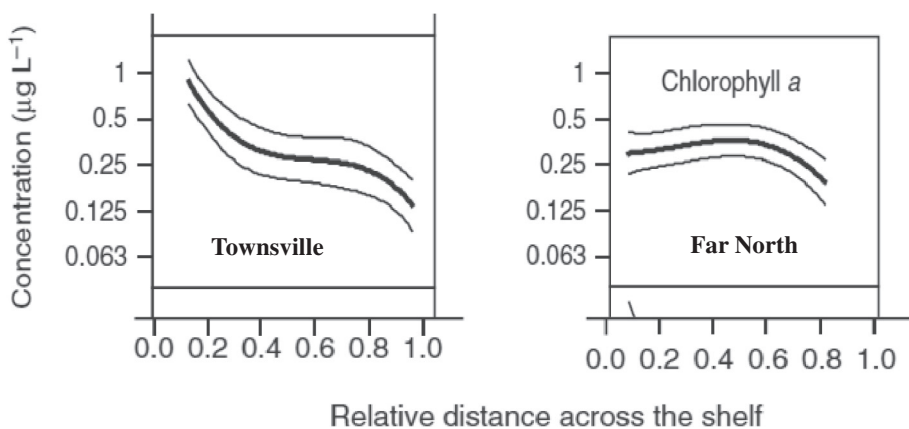 Concentration (μg L⁻¹)
1
0.5
0.25
0.125
0.063
Townsville
0.0 0.2 0.4 0.6 0.8 1.0
1
0.5
0.25
0.125
0.063
Chlorophyll a
Far North
0.0 0.2 0.4 0.6 0.8 1.0
Relative distance across the shelf